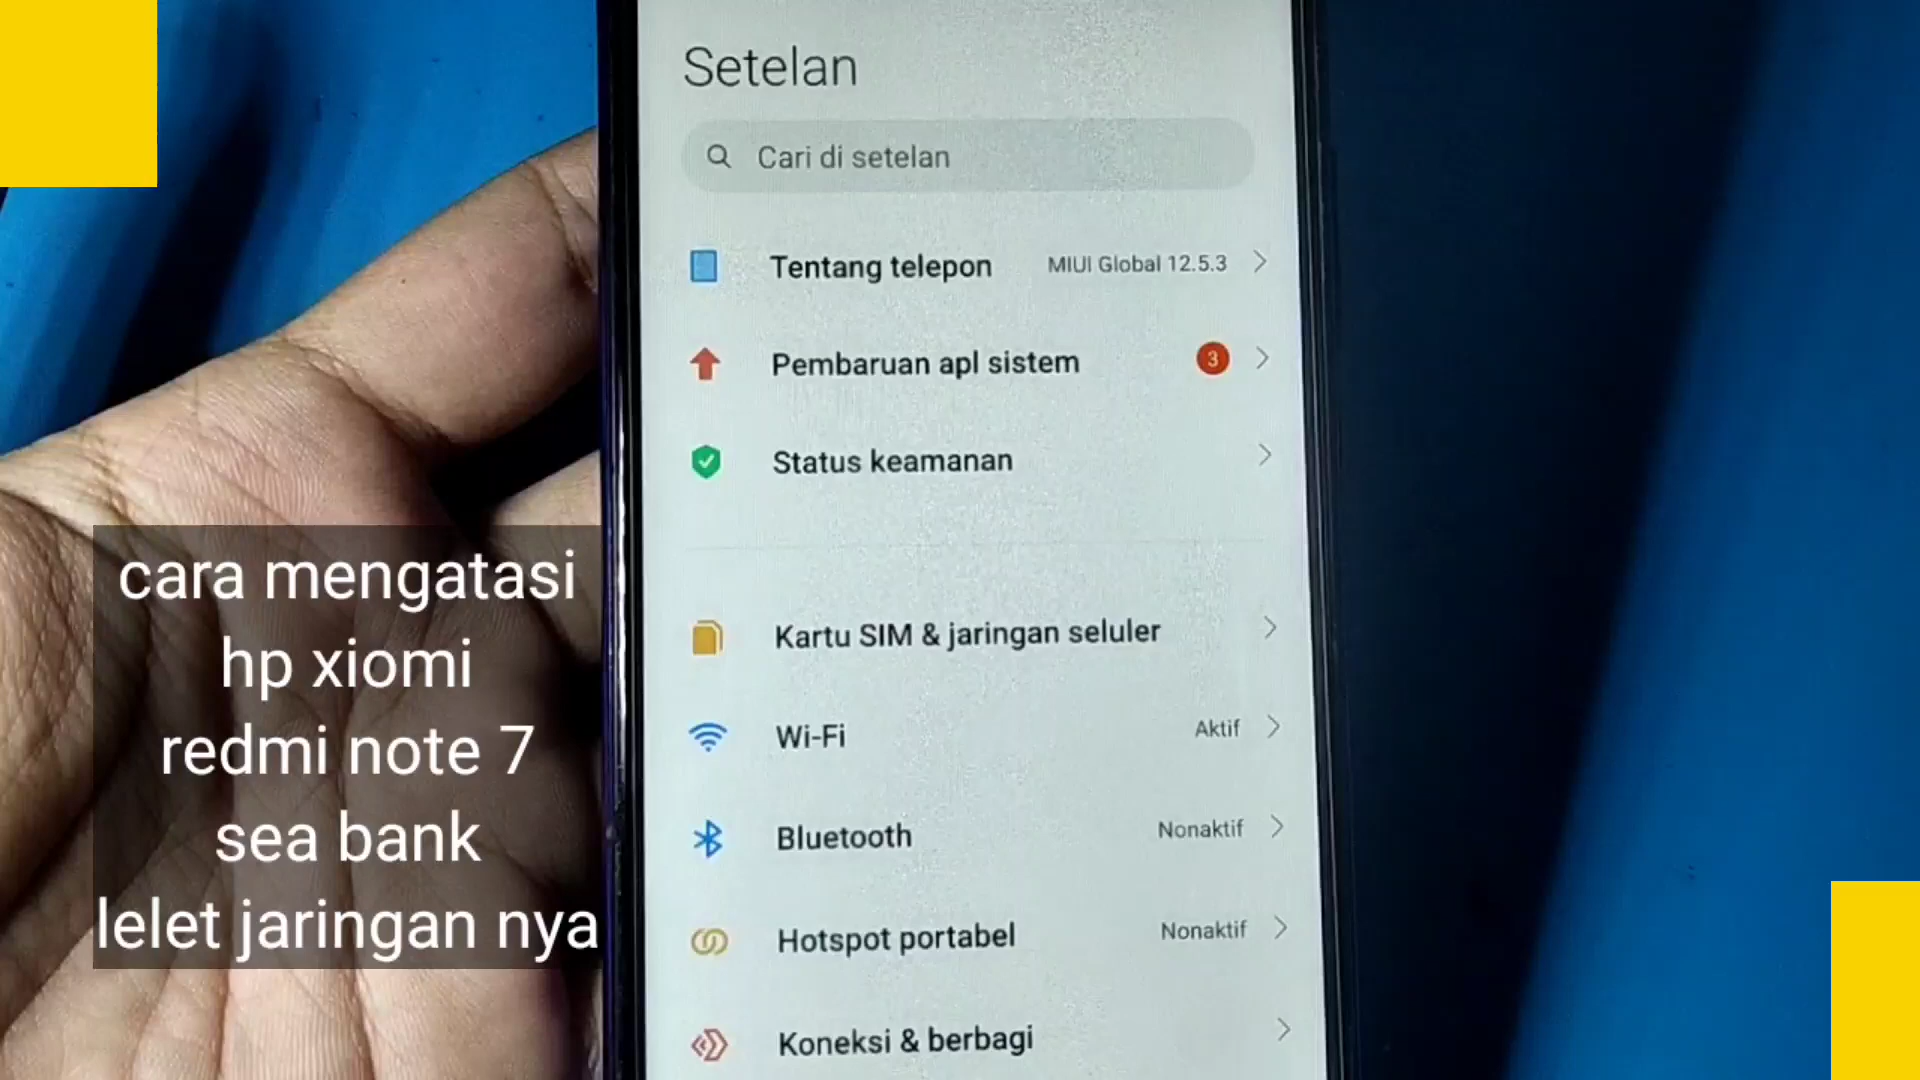 Setelan
Cari di setelan
Tentang telepon MIUI Global 12.5.3
Pembaruan apl sistem 3
Status keamanan
Kartu SIM & jaringan seluler
Wi-Fi Aktif
Bluetooth Nonaktif
Hotspot portabel Nonaktif
Koneksi & berbagi
cara mengatasi
hp xiomi
redmi note 7
sea bank
lelet jaringan nya